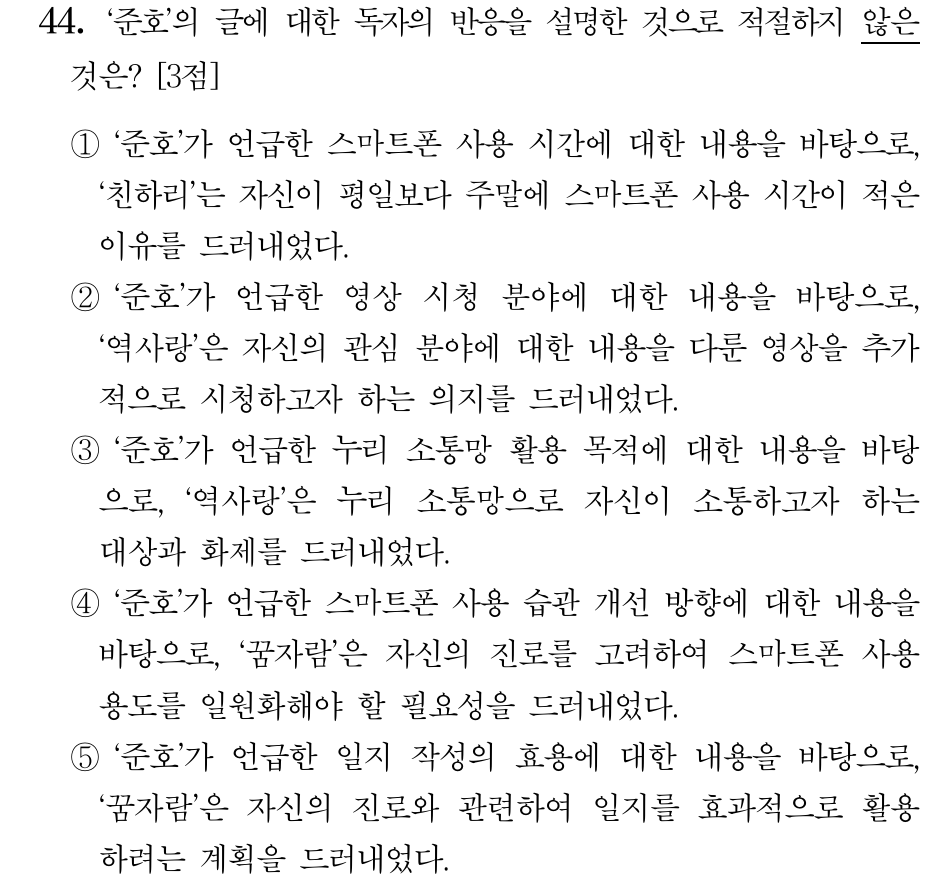 44. ‘준호’의 글에 대한 독자의 반응을 설명한 것으로 적절하지 않은
것은? [3점]
① ‘준호’가 언급한 스마트폰 사용 시간에 대한 내용을 바탕으로,
‘친하리’는 자신이 평일보다 주말에 스마트폰 사용 시간이 적은
이유를 드러내었다.
② ‘준호’가 언급한 영상 시청 분야에 대한 내용을 바탕으로,
‘역사랑’은 자신의 관심 분야에 대한 내용을 다룬 영상을 추가
적으로 시청하고자 하는 의지를 드러내었다.
③ ‘준호’가 언급한 누리 소통망 활용 목적에 대한 내용을 바탕
으로, ‘역사랑’은 누리 소통망으로 자신이 소통하고자 하는
대상과 화제를 드러내었다.
④ ‘준호’가 언급한 스마트폰 사용 습관 개선 방향에 대한 내용을
바탕으로, ‘꿈자람’은 자신의 진로를 고려하여 스마트폰 사용
용도를 일원화해야 할 필요성을 드러내었다.
⑤ ‘준호’가 언급한 일지 작성의 효용에 대한 내용을 바탕으로,
‘꿈자람’은 자신의 진로와 관련하여 일지를 효과적으로 활용
하려는 계획을 드러내었다.